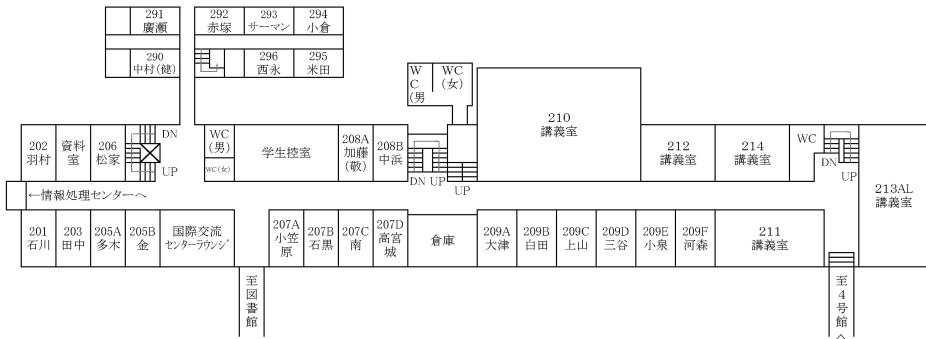 291
廣瀬
292
赤塚
293
サーマン
294
小倉
290
中村(健)
296
西永
295
米田
W
C
(男
WC
(女)
210
講義室
202
羽村
資料
室
206
松家
DN
UP
WC
(男)
WC(女)
学生控室
208A
加藤
(敬)
208B
中浜
DN UP
UP
212
講義室
214
講義室
WC
DN
UP
213AL
講義室
←情報処理センターへ
201
石川
203
田中
205A
多木
205B
金
国際交流
センターラウンジ
207A
小笠
原
207B
石黒
207C
南
207D
高宮
城
倉庫
209A
大津
209B
白田
209C
上山
209D
三谷
209E
小泉
209F
河森
211
講義室
至図書館
至4号館へ